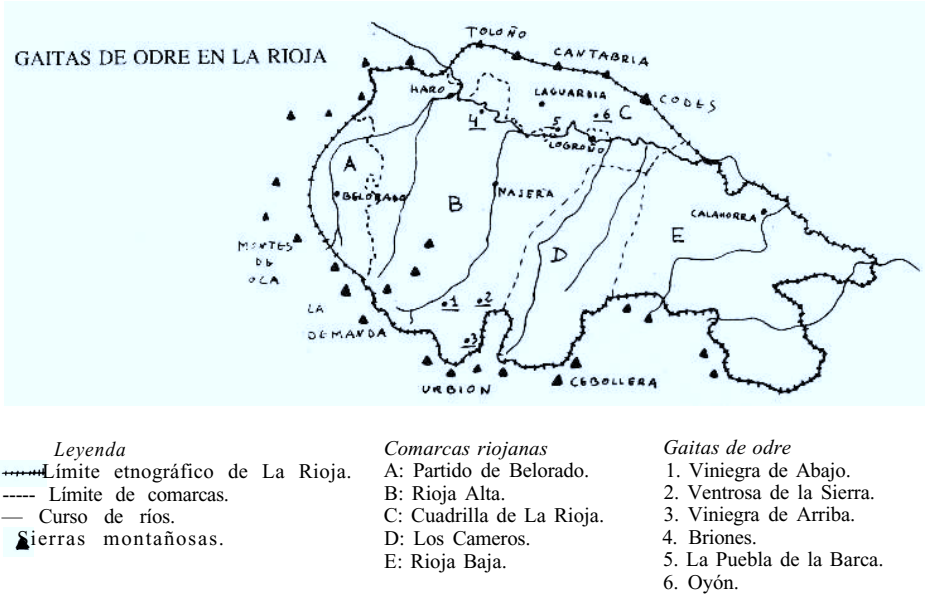 GAITAS DE ODRE EN LA RIOJA
TOLOÑO
CANTABRIA
CODES
HARO
LAGUARDIA
4
5
6
C
LOGROÑO
A
BELORADO
B
NAJERA
CALAHORRA
E
D
MONTES
DE
OCA
LA
DEMANDA
1
2
3
URBION
CEBOLLERA
Leyenda
Límite etnográfico de La Rioja.
----- Límite de comarcas.
— Curso de ríos.
Sierras montañosas.
Comarcas riojanas
A: Partido de Belorado.
B: Rioja Alta.
C: Cuadrilla de La Rioja.
D: Los Cameros.
E: Rioja Baja.
Gaitas de odre
1. Viniegra de Abajo.
2. Ventrosa de la Sierra.
3. Viniegra de Arriba.
4. Briones.
5. La Puebla de la Barca.
6. Oyón.